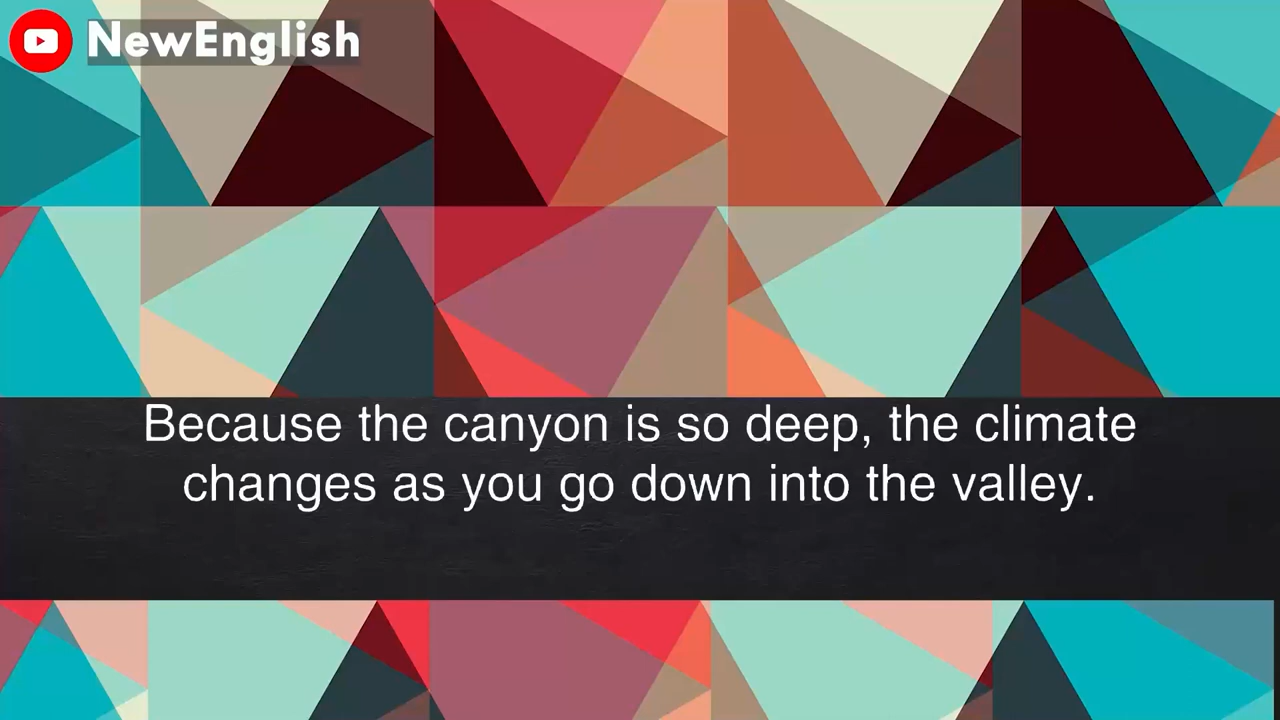 NewEnglish
Because the canyon is so deep, the climate
changes as you go down into the valley.